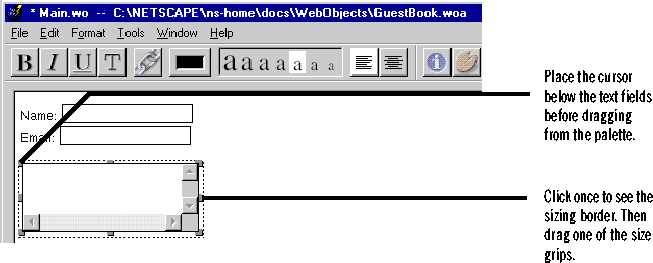 * Main.wo -- C:\NETSCAPE\ns-home\docs\WebObjects\GuestBook.woa
File Edit Format Tools Window Help
B I U T a a a a a a a i
Name:
Email:
Place the cursor
below the text fields
before dragging
from the palette.
Click once to see the
sizing border. Then
drag one of the size
grips.